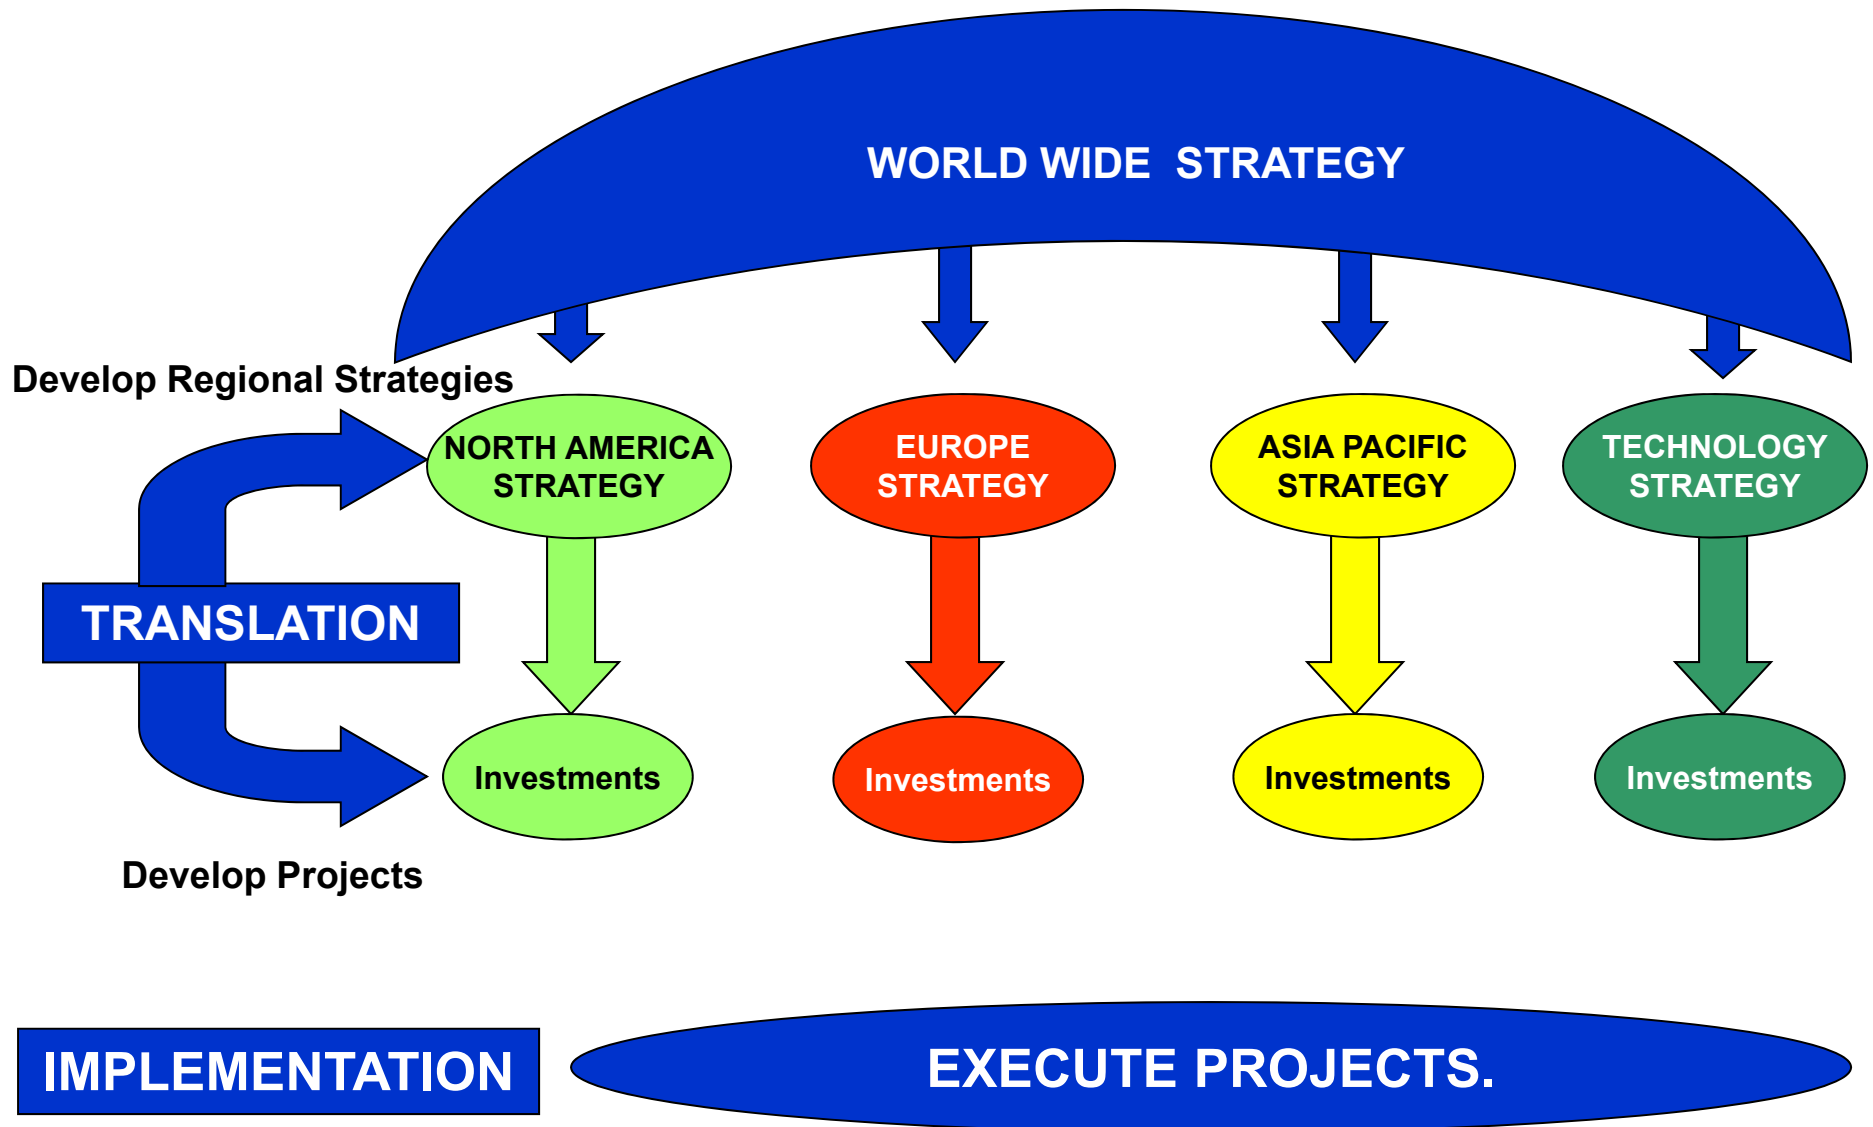 WORLD WIDE  STRATEGY
Develop Regional Strategies
NORTH AMERICA
STRATEGY
EUROPE
STRATEGY
ASIA PACIFIC
STRATEGY
TECHNOLOGY
STRATEGY
TRANSLATION
Investments
Investments
Investments
Investments
Develop Projects
IMPLEMENTATION
EXECUTE PROJECTS.